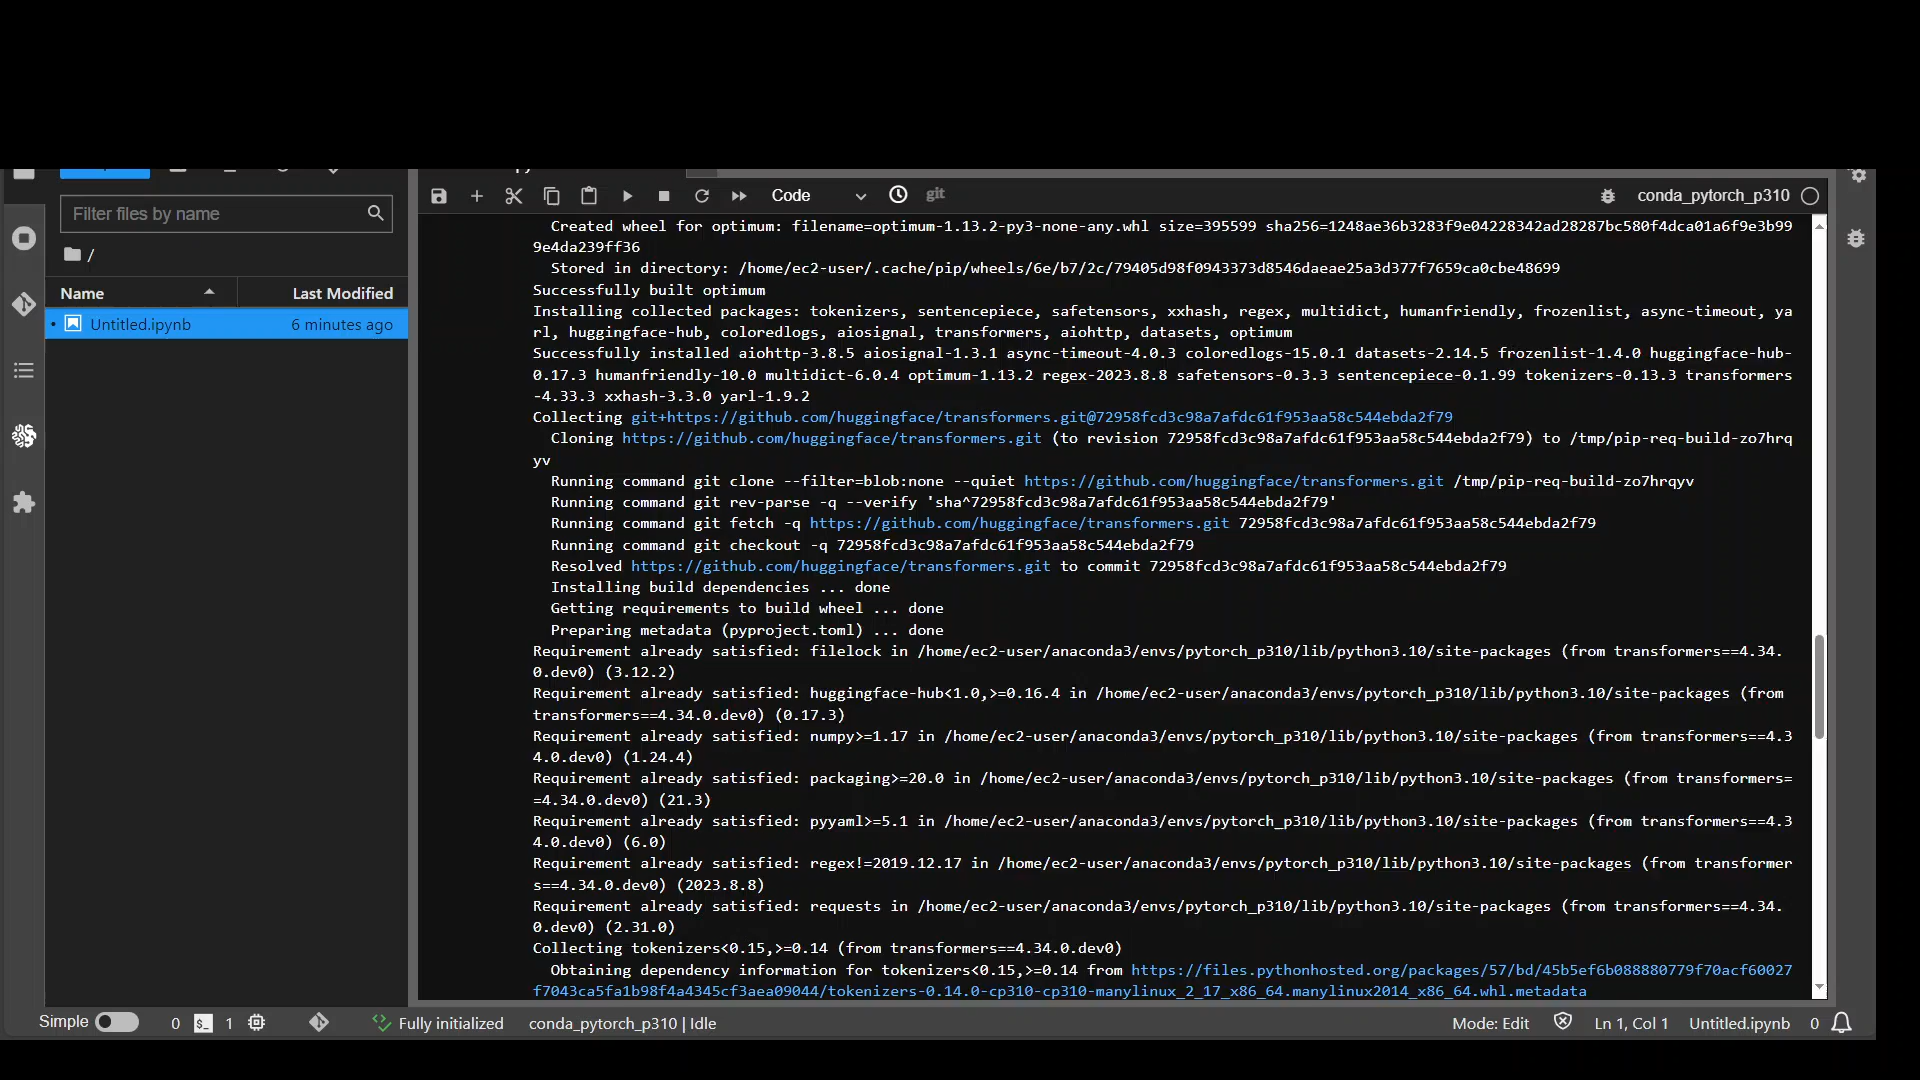 Code
git
conda_pytorch_p310
Filter files by name
/
Name
Last Modified
Untitled.ipynb
6 minutes ago
Created wheel for optimum: filename=optimum-1.13.2-py3-none-any.whl size=395599 sha256=1248ae36b3283f9e04228342ad28287bc580f4dca01a6f9e3b99
9e4da239ff36
Stored in directory: /home/ec2-user/.cache/pip/wheels/6e/b7/2c/79405d98f0943373d8546daeae25a3d377f7659ca0cbe48699
Successfully built optimum
Installing collected packages: tokenizers, sentencepiece, safetensors, xxhash, regex, multidict, humanfriendly, frozenlist, async-timeout, ya
rl, huggingface-hub, coloredlogs, aiosignal, transformers, aiohttp, datasets, optimum
Successfully installed aiohttp-3.8.5 aiosignal-1.3.1 async-timeout-4.0.3 coloredlogs-15.0.1 datasets-2.14.5 frozenlist-1.4.0 huggingface-hub-
0.17.3 humanfriendly-10.0 multidict-6.0.4 optimum-1.13.2 regex-2023.8.8 safetensors-0.3.3 sentencepiece-0.1.99 tokenizers-0.13.3 transformers
-4.33.3 xxhash-3.3.0 yarl-1.9.2
Collecting git+https://github.com/huggingface/transformers.git@72958fcd3c98a7afdc61f953aa58c544ebda2f79
Cloning https://github.com/huggingface/transformers.git (to revision 72958fcd3c98a7afdc61f953aa58c544ebda2f79) to /tmp/pip-req-build-zo7hrq
yv
Running command git clone --filter=blob:none --quiet https://github.com/huggingface/transformers.git /tmp/pip-req-build-zo7hrqyv
Running command git rev-parse -q --verify 'sha^72958fcd3c98a7afdc61f953aa58c544ebda2f79'
Running command git fetch -q https://github.com/huggingface/transformers.git 72958fcd3c98a7afdc61f953aa58c544ebda2f79
Running command git checkout -q 72958fcd3c98a7afdc61f953aa58c544ebda2f79
Resolved https://github.com/huggingface/transformers.git to commit 72958fcd3c98a7afdc61f953aa58c544ebda2f79
Installing build dependencies ... done
Getting requirements to build wheel ... done
Preparing metadata (pyproject.toml) ... done
Requirement already satisfied: filelock in /home/ec2-user/anaconda3/envs/pytorch_p310/lib/python3.10/site-packages (from transformers==4.34.
0.dev0) (3.12.2)
Requirement already satisfied: huggingface-hub<1.0,>=0.16.4 in /home/ec2-user/anaconda3/envs/pytorch_p310/lib/python3.10/site-packages (from
transformers==4.34.0.dev0) (0.17.3)
Requirement already satisfied: numpy>=1.17 in /home/ec2-user/anaconda3/envs/pytorch_p310/lib/python3.10/site-packages (from transformers==4.3
4.0.dev0) (1.24.4)
Requirement already satisfied: packaging>=20.0 in /home/ec2-user/anaconda3/envs/pytorch_p310/lib/python3.10/site-packages (from transformers=
=4.34.0.dev0) (21.3)
Requirement already satisfied: pyyaml>=5.1 in /home/ec2-user/anaconda3/envs/pytorch_p310/lib/python3.10/site-packages (from transformers==4.3
4.0.dev0) (6.0)
Requirement already satisfied: regex!=2019.12.17 in /home/ec2-user/anaconda3/envs/pytorch_p310/lib/python3.10/site-packages (from transformer
s==4.34.0.dev0) (2023.8.8)
Requirement already satisfied: requests in /home/ec2-user/anaconda3/envs/pytorch_p310/lib/python3.10/site-packages (from transformers==4.34.
0.dev0) (2.31.0)
Collecting tokenizers<0.15,>=0.14 (from transformers==4.34.0.dev0)
Obtaining dependency information for tokenizers<0.15,>=0.14 from https://files.pythonhosted.org/packages/57/bd/45b5ef6b088880779f70acf60027
f7043ca5fa1b98f4a4345cf3aea09044/tokenizers-0.14.0-cp310-cp310-manylinux_2_17_x86_64.manylinux2014_x86_64.whl.metadata
Simple
0
$_
1
Fully initialized
conda_pytorch_p310 | Idle
Mode: Edit
Ln 1, Col 1
Untitled.ipynb
0